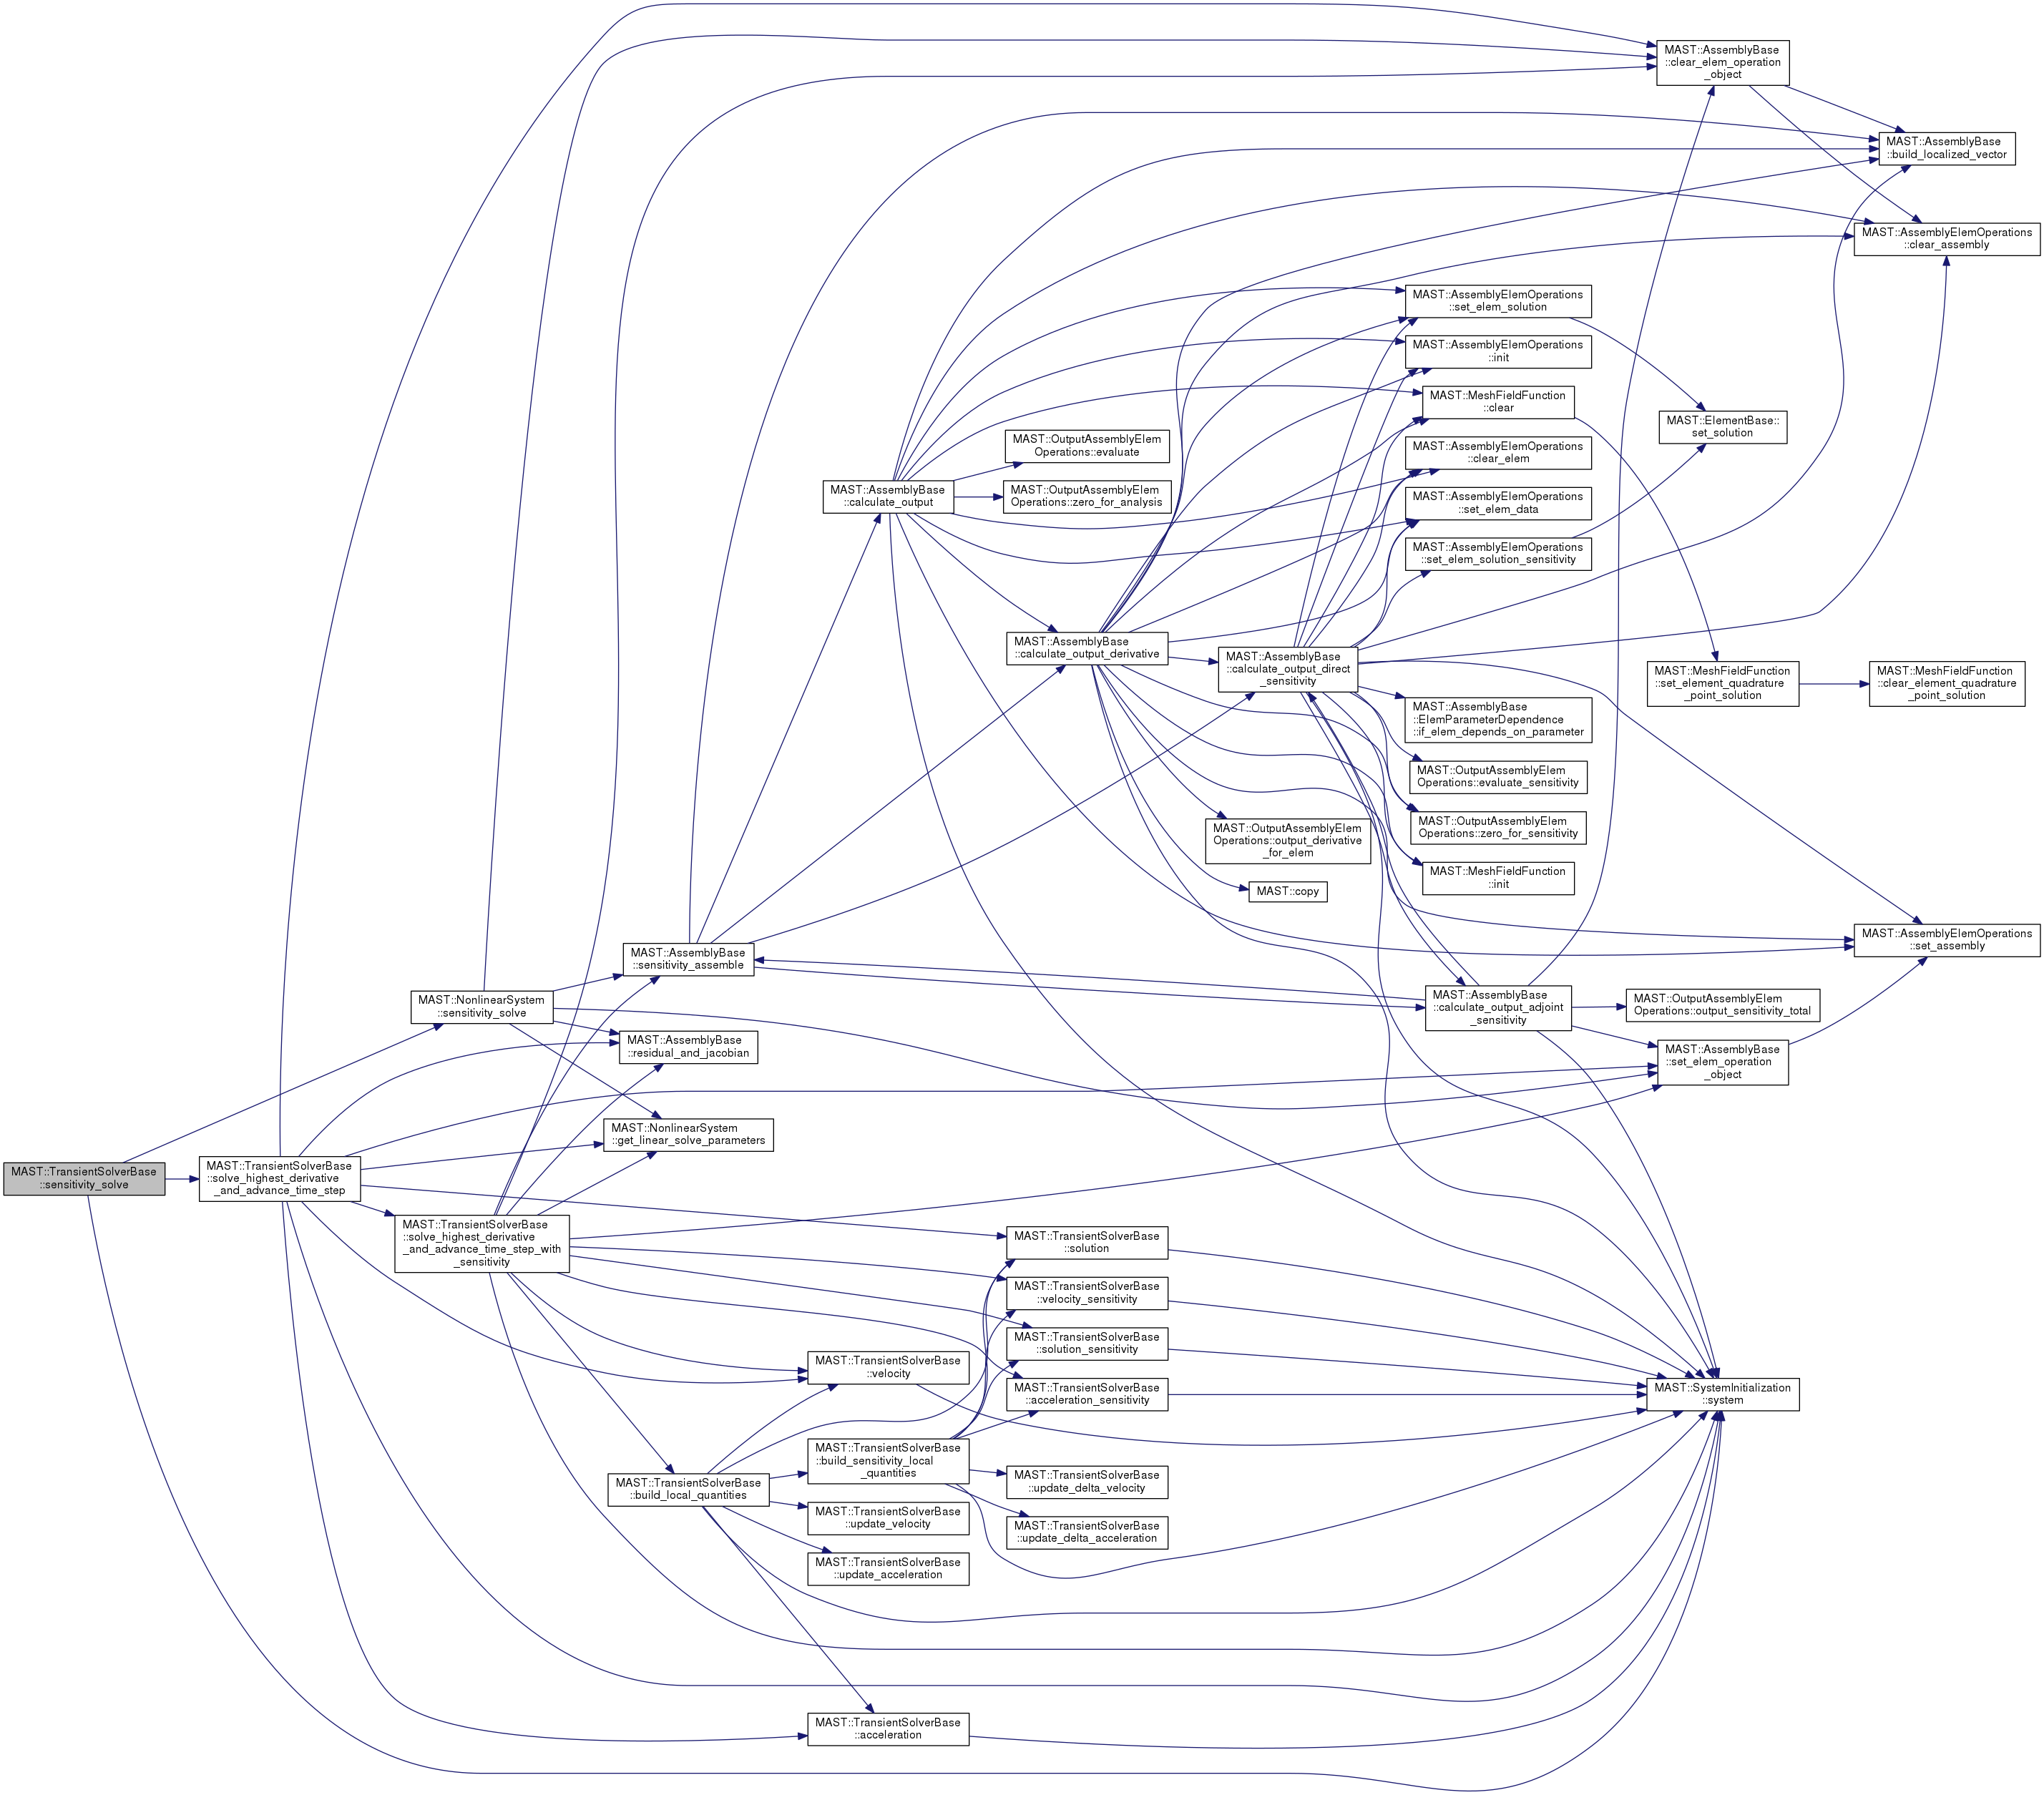 MAST::AssemblyBase
::clear_elem_operation
_object
MAST::AssemblyBase
::build_localized_vector
MAST::AssemblyElemOperations
::clear_assembly
MAST::AssemblyElemOperations
::set_elem_solution
MAST::AssemblyElemOperations
::init
MAST::MeshFieldFunction
::clear
MAST::ElementBase::
set_solution
MAST::OutputAssemblyElem
Operations::evaluate
MAST::AssemblyElemOperations
::clear_elem
MAST::AssemblyBase
::calculate_output
MAST::OutputAssemblyElem
Operations::zero_for_analysis
MAST::AssemblyElemOperations
::set_elem_data
MAST::AssemblyElemOperations
::set_elem_solution_sensitivity
MAST::AssemblyBase
::calculate_output_derivative
MAST::AssemblyBase
::calculate_output_direct
_sensitivity
MAST::MeshFieldFunction
::set_element_quadrature
_point_solution
MAST::MeshFieldFunction
::clear_element_quadrature
_point_solution
MAST::AssemblyBase
::ElemParameterDependence
::if_elem_depends_on_parameter
MAST::OutputAssemblyElem
Operations::evaluate_sensitivity
MAST::OutputAssemblyElem
Operations::output_derivative
_for_elem
MAST::OutputAssemblyElem
Operations::zero_for_sensitivity
MAST::copy
MAST::MeshFieldFunction
::init
MAST::AssemblyBase
::sensitivity_assemble
MAST::AssemblyElemOperations
::set_assembly
MAST::NonlinearSystem
::sensitivity_solve
MAST::AssemblyBase
::calculate_output_adjoint
_sensitivity
MAST::OutputAssemblyElem
Operations::output_sensitivity_total
MAST::AssemblyBase
::residual_and_jacobian
MAST::AssemblyBase
::set_elem_operation
_object
MAST::NonlinearSystem
::get_linear_solve_parameters
MAST::TransientSolverBase
::sensitivity_solve
MAST::TransientSolverBase
::solve_highest_derivative
_and_advance_time_step
MAST::TransientSolverBase
::solve_highest_derivative
_and_advance_time_step_with
_sensitivity
MAST::TransientSolverBase
::solution
MAST::TransientSolverBase
::velocity_sensitivity
MAST::TransientSolverBase
::solution_sensitivity
MAST::TransientSolverBase
::velocity
MAST::TransientSolverBase
::acceleration_sensitivity
MAST::SystemInitialization
::system
MAST::TransientSolverBase
::build_sensitivity_local
_quantities
MAST::TransientSolverBase
::build_local_quantities
MAST::TransientSolverBase
::update_delta_velocity
MAST::TransientSolverBase
::update_velocity
MAST::TransientSolverBase
::update_delta_acceleration
MAST::TransientSolverBase
::update_acceleration
MAST::TransientSolverBase
::acceleration